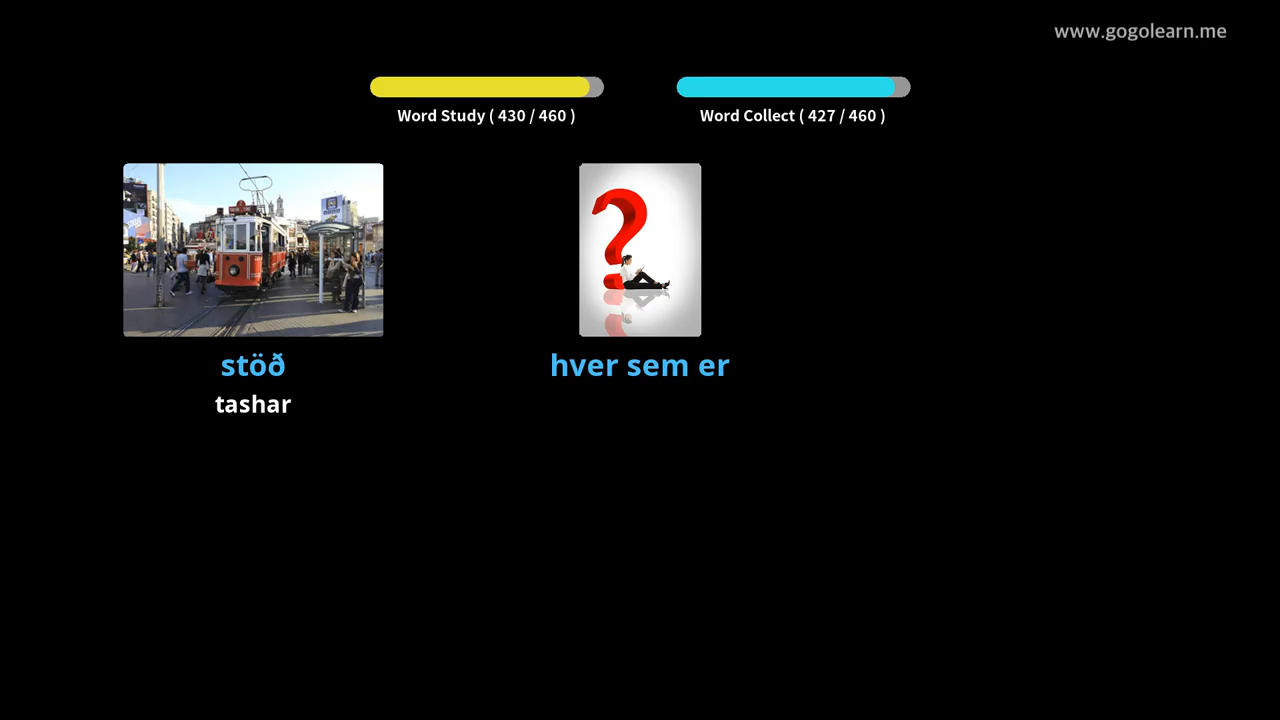 www.gogolearn.me
Word Study ( 430 / 460 )
Word Collect ( 427 / 460 )
stöð
tashar
hver sem er